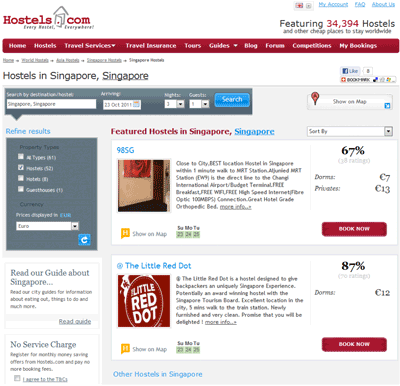 My Account FAQ About Us
Hostels.com
Every Hostel, Everywhere!
Featuring 34,394 Hostels
and other cheap places to stay worldwide
Home Hostels Travel Services Travel Insurance Tours Guides Blog Forum Competitions My Bookings
Home World Hostels Asia Hostels Singapore Hostels Singapore Hostels
Hostels in Singapore, Singapore
Like 0
BOOKMARK
Search by destination/hostel:
Arriving:
Nights:
Guests:
Singapore, Singapore
23 Oct 2011
3
1
Search
Show on Map
Refine results
Property Types
All Types (61)
Hostels (52)
Hotels (8)
Guesthouses (1)
Currency
Prices displayed in EUR
Euro
Read our Guide about Singapore...
Read our city guides for information
about eating out, things to do and
much more.
Read guide
No Service Charge
Register for monthly money saving
offers from Hostels.com and pay no
more booking fees.
I agree to the T&Cs
Featured Hostels in Singapore, Singapore
Sort By
98SG
Close to City,BEST location Hostel in Singapore
within 1 minute walk to MRT Station.Aljunied MRT
Station (EW9) is the direct line to the Changi
International Airport/Budget Terminal.FREE
Breakfast,FREE WIFI,FREE High Speed Internet(Fibre
Optic 100MBPS) Connection.Great Hotel Grade
Orthopedic Bed. more info..»
Show on Map
Su Mo Tu
23 24 25
67%
Dorms: €7
Privates: €13
BOOK NOW
@ The Little Red Dot
THE
LITTLE
RED
DOT
@ The Little Red Dot is a hostel designed to give
backpackers an uniquely Singapore Experience.
Potentially an award winning hostel with the
Singapore Tourism Board. Excellent location in the
city, 5 mins walk to the train station. Newly
furnished and very clean. Promise that you will be
delighted ! more info..»
Show on Map
Su Mo Tu
23 24 25
87%
Dorms: €12
BOOK NOW
Other Hostels in Singapore